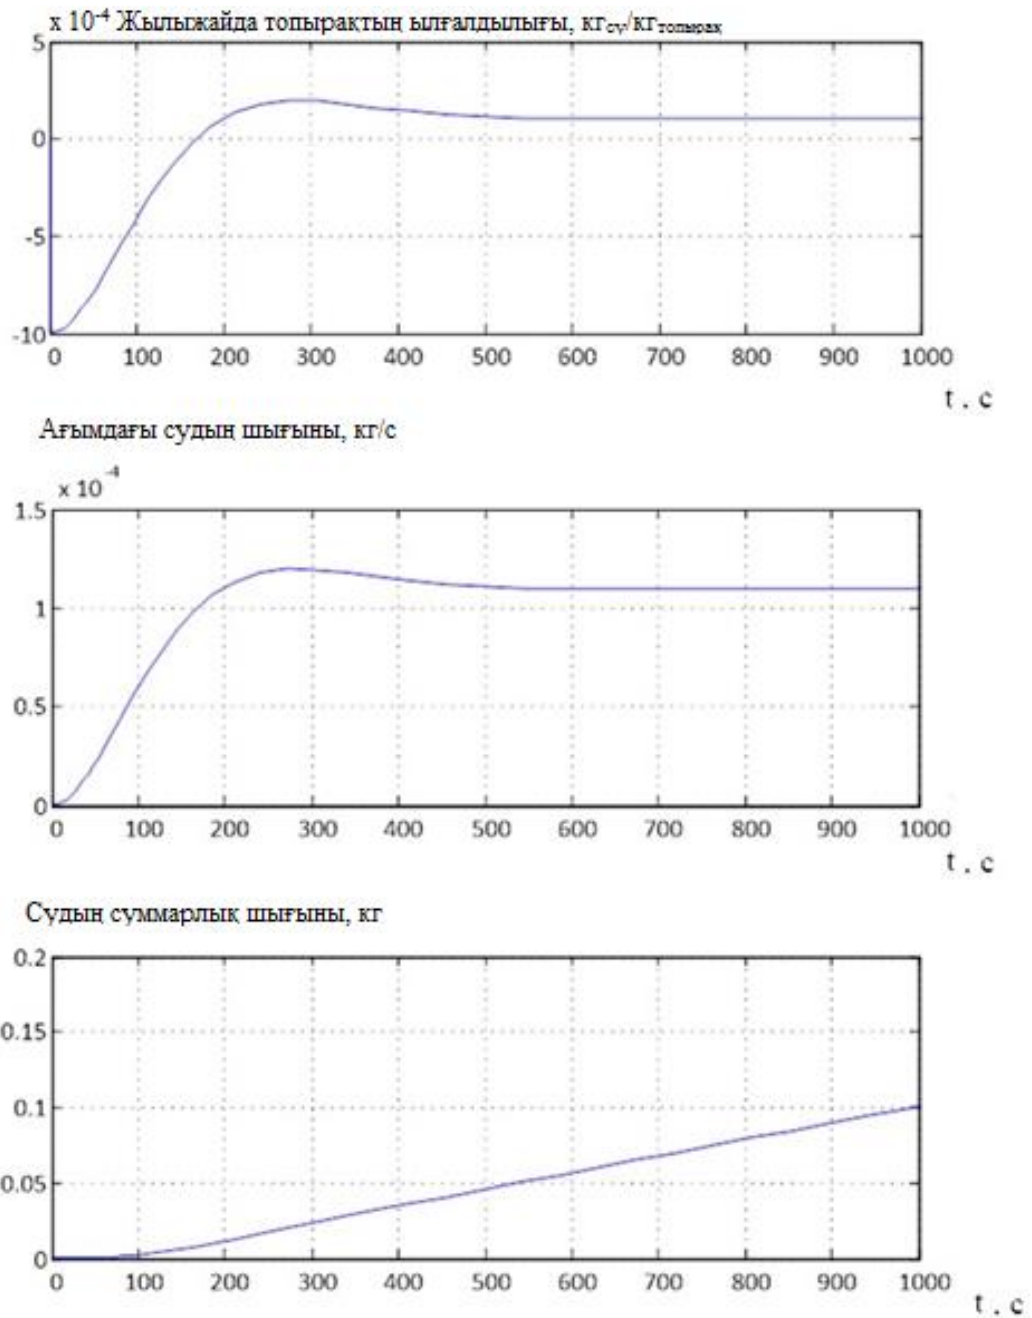 x 10⁻⁴ Жылыжайда топырақтың ылғалдылығы, кг_су/кг_топырақ
5
0
-5
-10
0 100 200 300 400 500 600 700 800 900 1000
t . c
Ағымдағы судың шығыны, кг/с
x 10⁻⁴
1.5
1
0.5
0
0 100 200 300 400 500 600 700 800 900 1000
t . c
Судың суммарлық шығыны, кг
0.2
0.15
0.1
0.05
0
0 100 200 300 400 500 600 700 800 900 1000
t . c